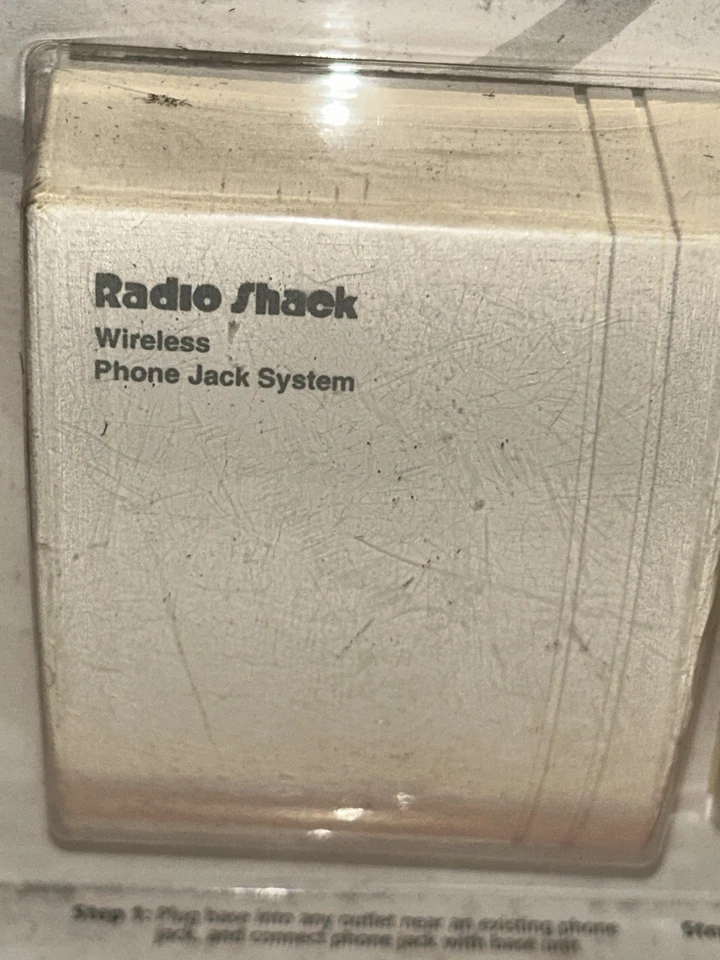 Radio Shack
Wireless
Phone Jack System
Step 1: Plug base into any outlet near an existing phone
jack, and connect phone jack with base unit